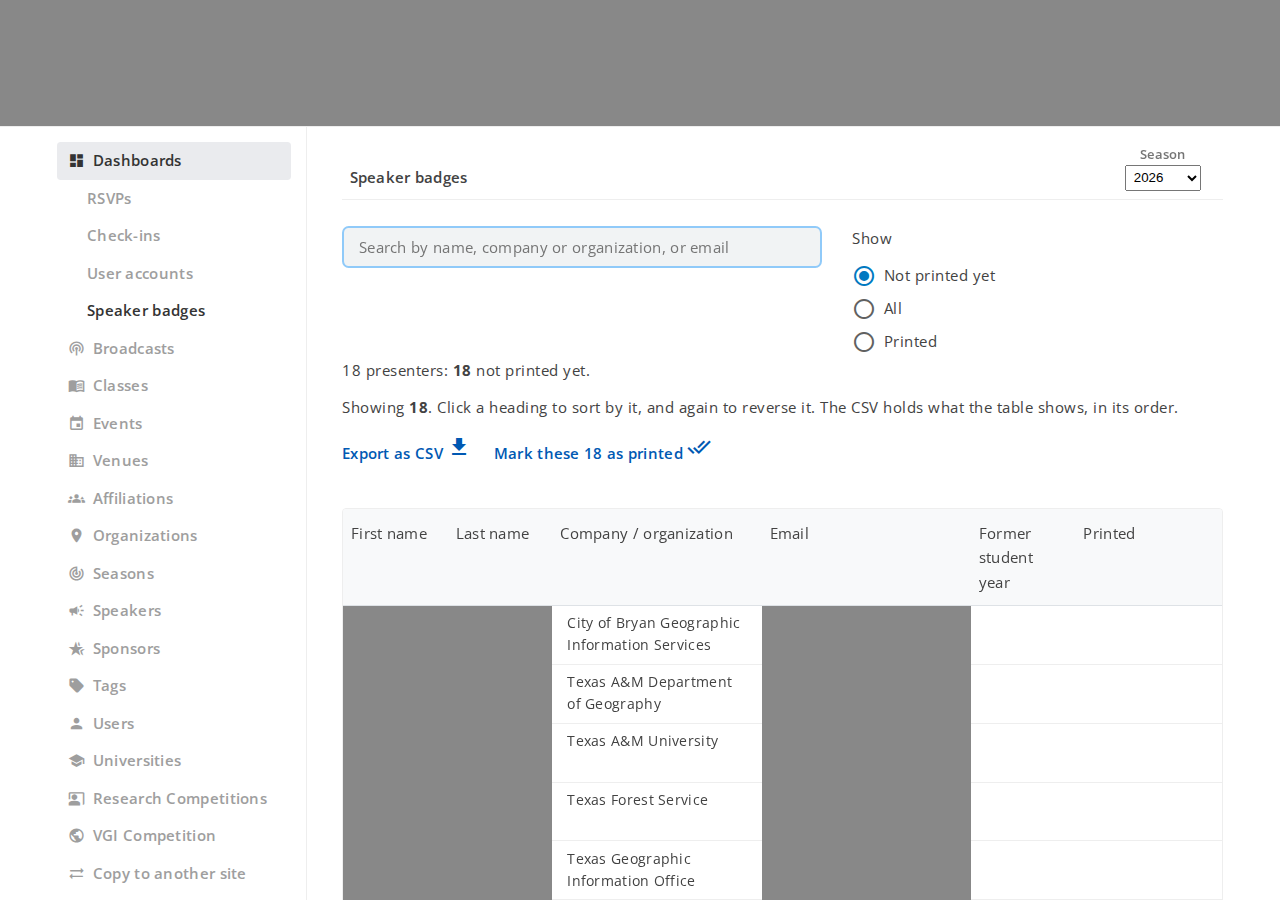 Dashboards
RSVPs
Check-ins
User accounts
Speaker badges
Broadcasts
Classes
Events
Venues
Affiliations
Organizations
Seasons
Speakers
Sponsors
Tags
Users
Universities
Research Competitions
VGI Competition
Copy to another site
Speaker badges
Season
2026
Search by name, company or organization, or email
Show
Not printed yet
All
Printed
18 presenters: 18 not printed yet.
Showing 18. Click a heading to sort by it, and again to reverse it. The CSV holds what the table shows, in its order.
Export as CSV
Mark these 18 as printed
First name
Last name
Company / organization
Email
Former
student
year
Printed
City of Bryan Geographic
Information Services
Texas A&M Department
of Geography
Texas A&M University
Texas Forest Service
Texas Geographic
Information Office